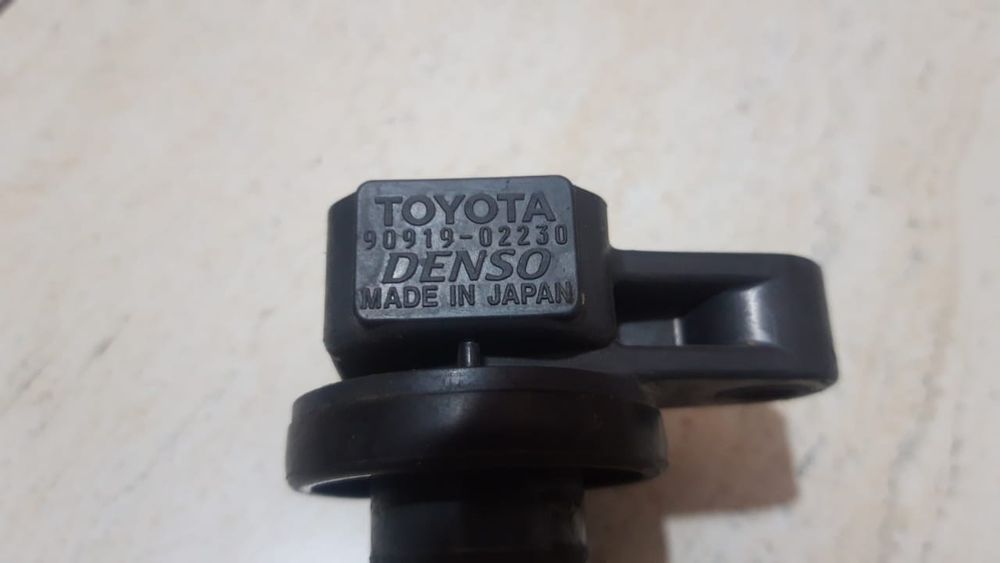 TOYOTA
90919-02230
DENSO
MADE IN JAPAN